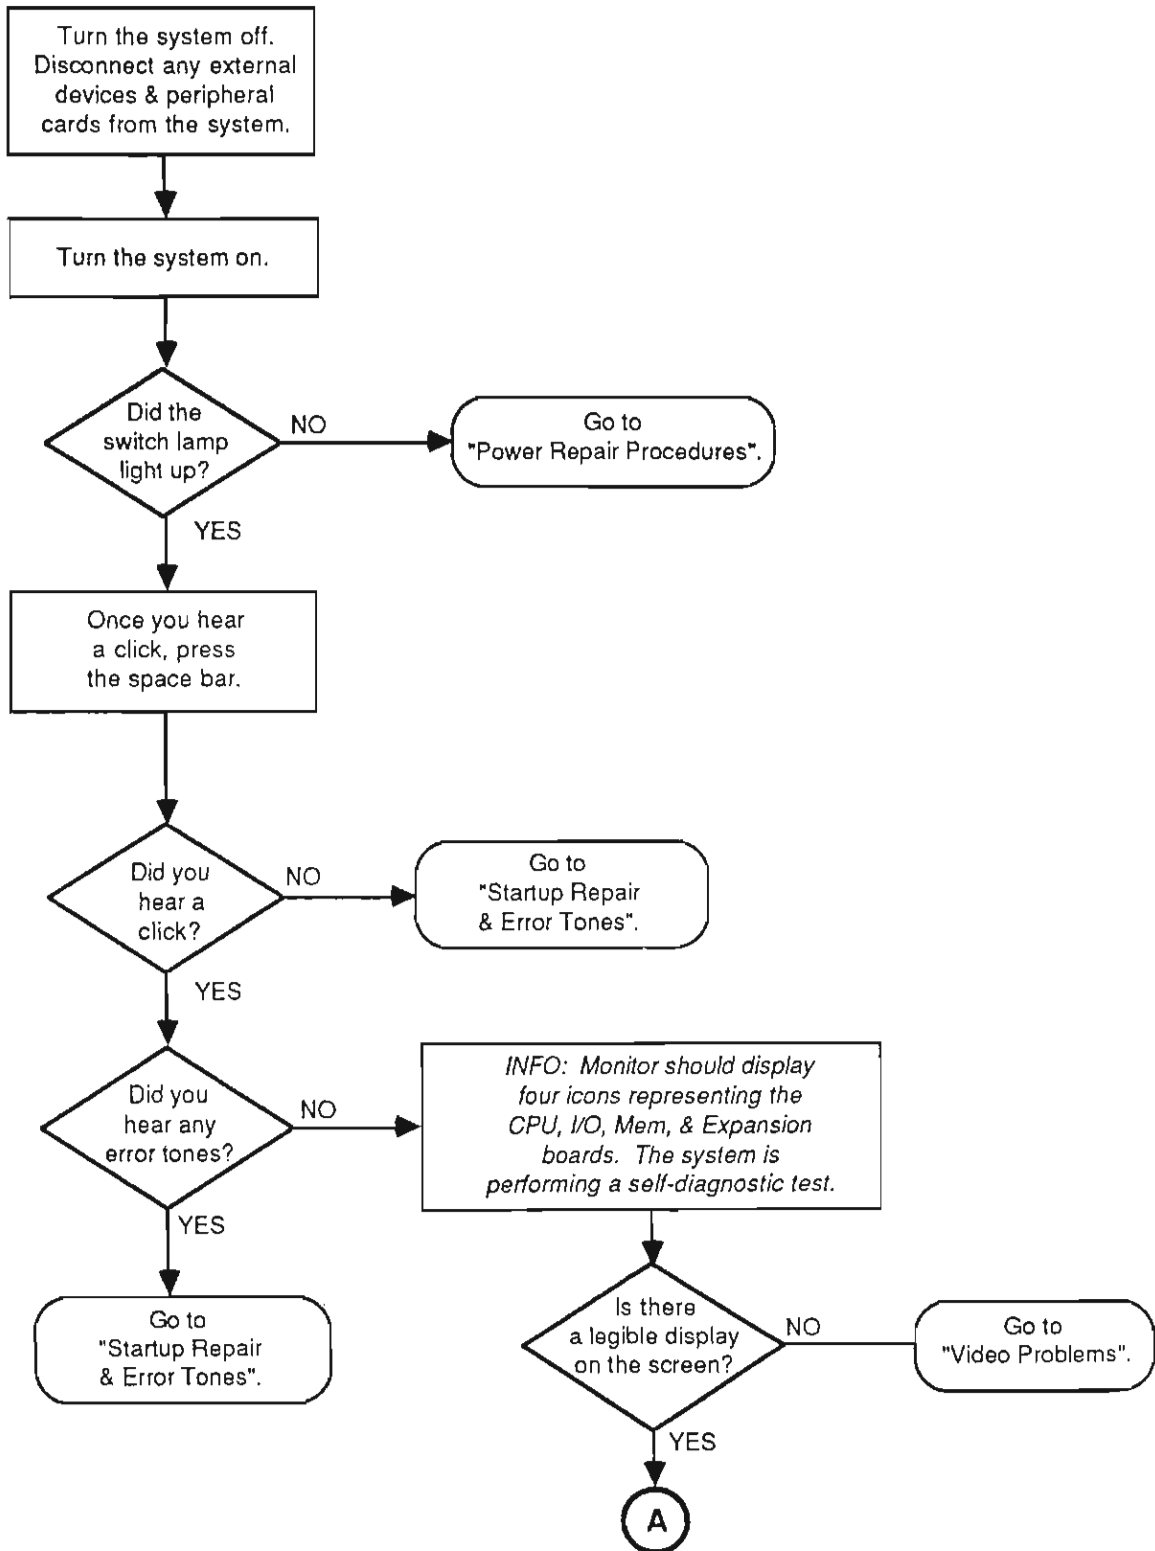 Turn the system off.
Disconnect any external
devices & peripheral
cards from the system.
Turn the system on.
Did the
switch lamp
light up?
NO
Go to
"Power Repair Procedures".
YES
Once you hear
a click, press
the space bar.
Did you
hear a
click?
NO
Go to
"Startup Repair
& Error Tones".
YES
Did you
hear any
error tones?
NO
INFO: Monitor should display
four icons representing the
CPU, I/O, Mem, & Expansion
boards. The system is
performing a self-diagnostic test.
YES
Go to
"Startup Repair
& Error Tones".
Is there
a legible display
on the screen?
NO
Go to
"Video Problems".
YES
A